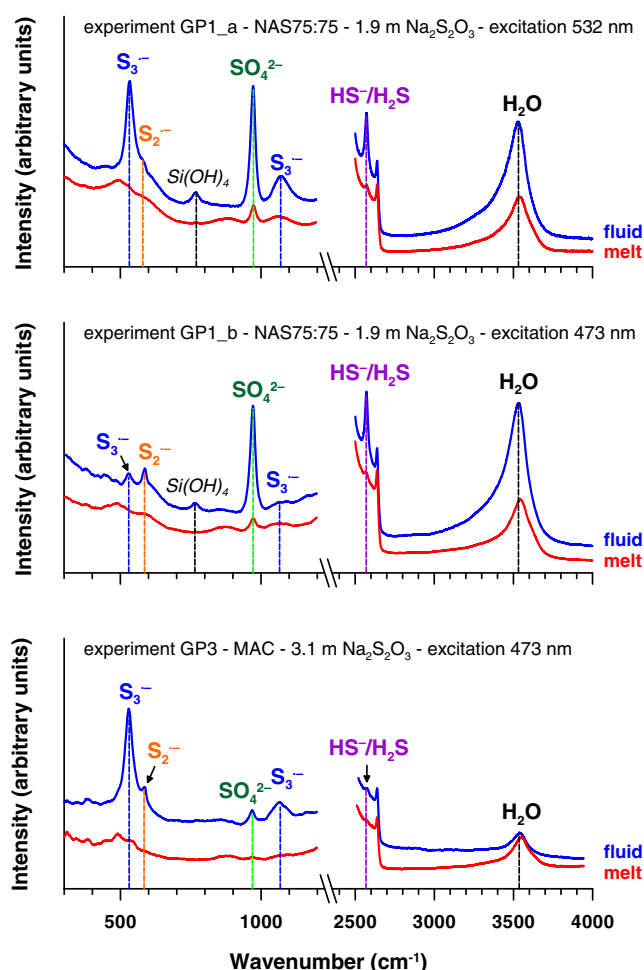 experiment GP1_a - NAS75:75 - 1.9 m Na₂S₂O₃ - excitation 532 nm
S₃·– SO₄²⁻
HS⁻/H₂S H₂O
S₂·– Si(OH)₄ S₃·–
Intensity (arbitrary units)
fluid
melt
experiment GP1_b - NAS75:75 - 1.9 m Na₂S₂O₃ - excitation 473 nm
HS⁻/H₂S H₂O
SO₄²⁻
S₃·– S₂·– Si(OH)₄ S₃·–
Intensity (arbitrary units)
fluid
melt
experiment GP3 - MAC - 3.1 m Na₂S₂O₃ - excitation 473 nm
S₃·–
S₂·– HS⁻/H₂S
SO₄²⁻ S₃·– H₂O
Intensity (arbitrary units)
fluid
melt
500 1000 2500 3000 3500 4000
Wavenumber (cm⁻¹)